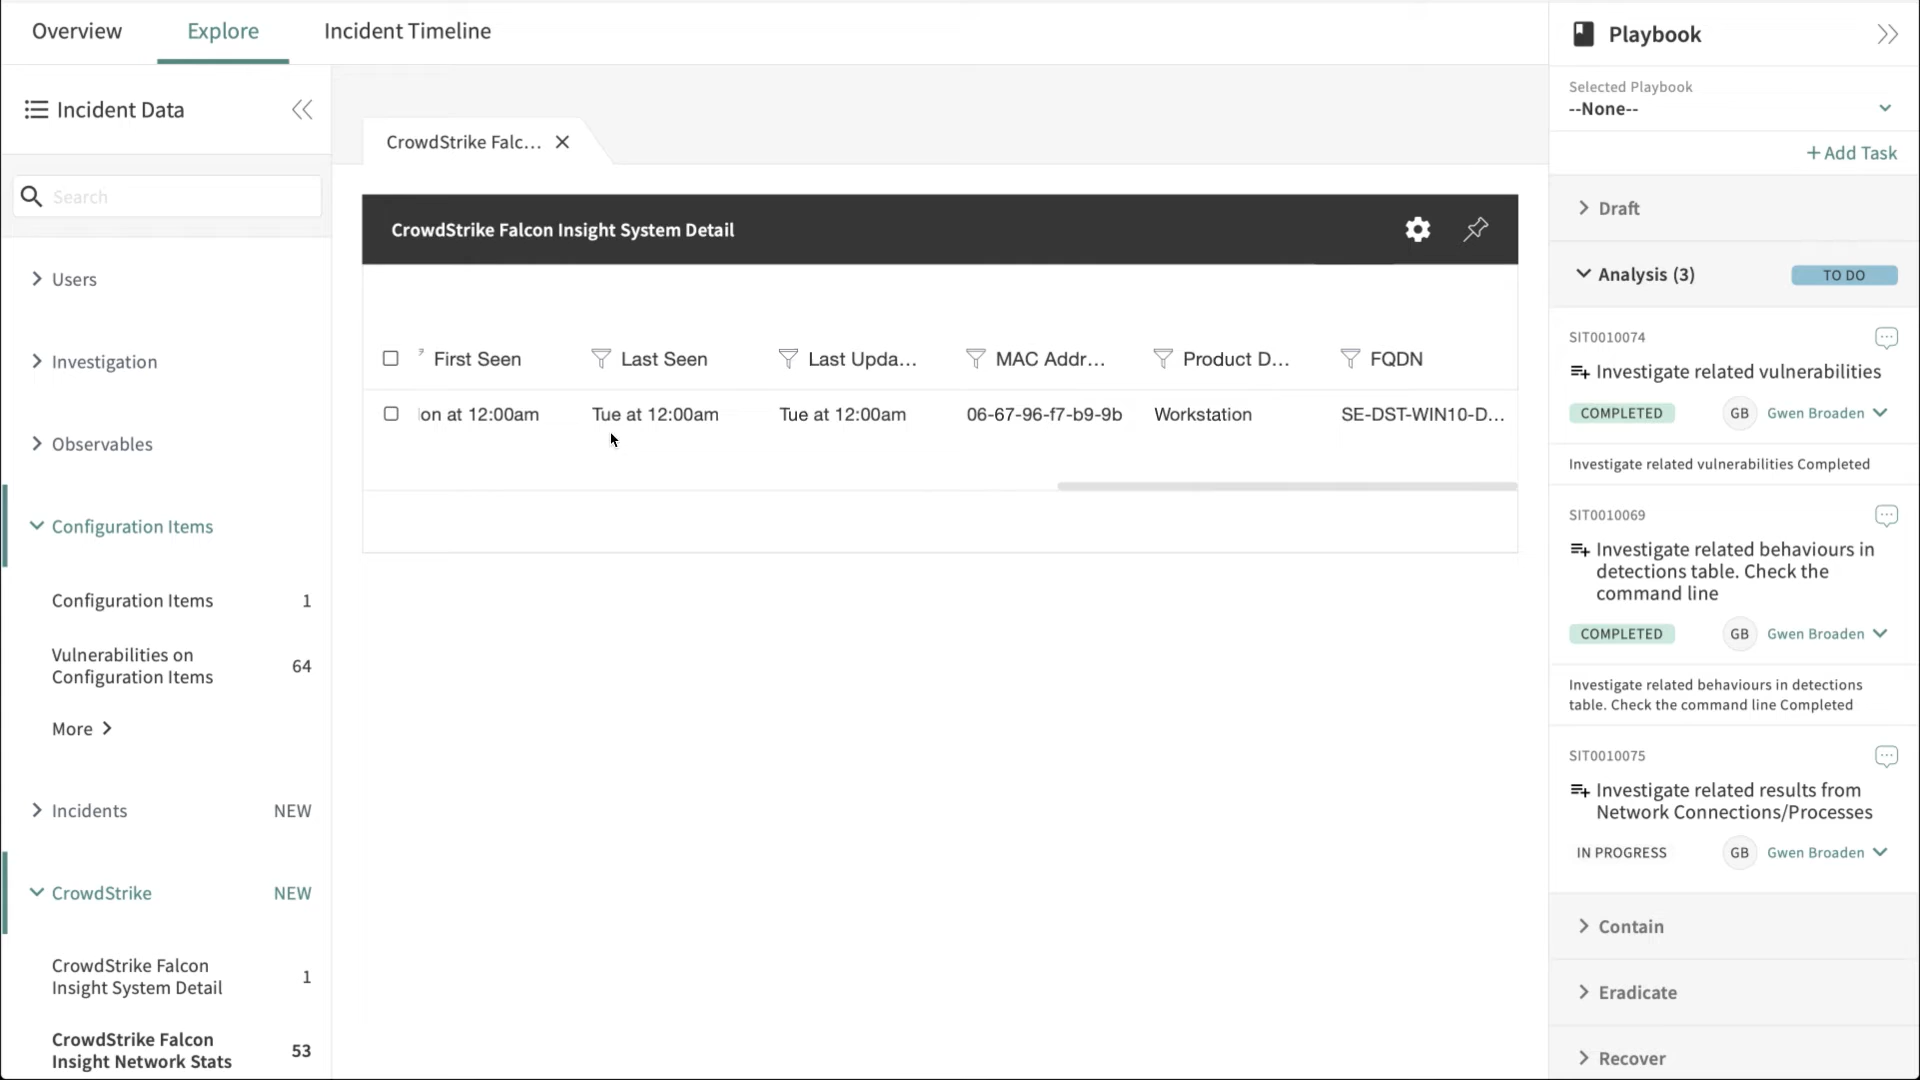 Overview
Explore
Incident Timeline
Incident Data
Search
Users
Investigation
Observables
Configuration Items
Configuration Items 1
Vulnerabilities on
Configuration Items 64
More
Incidents NEW
CrowdStrike NEW
CrowdStrike Falcon
Insight System Detail 1
CrowdStrike Falcon
Insight Network Stats 53
CrowdStrike Falc...
CrowdStrike Falcon Insight System Detail
First Seen Last Seen Last Upda... MAC Addr... Product D... FQDN
on at 12:00am Tue at 12:00am Tue at 12:00am 06-67-96-f7-b9-9b Workstation SE-DST-WIN10-D...
Playbook
Selected Playbook
--None--
+ Add Task
Draft
Analysis (3) TO DO
SIT0010074
Investigate related vulnerabilities
COMPLETED GB Gwen Broaden
Investigate related vulnerabilities Completed
SIT0010069
Investigate related behaviours in
detections table. Check the
command line
COMPLETED GB Gwen Broaden
Investigate related behaviours in detections
table. Check the command line Completed
SIT0010075
Investigate related results from
Network Connections/Processes
IN PROGRESS GB Gwen Broaden
Contain
Eradicate
Recover